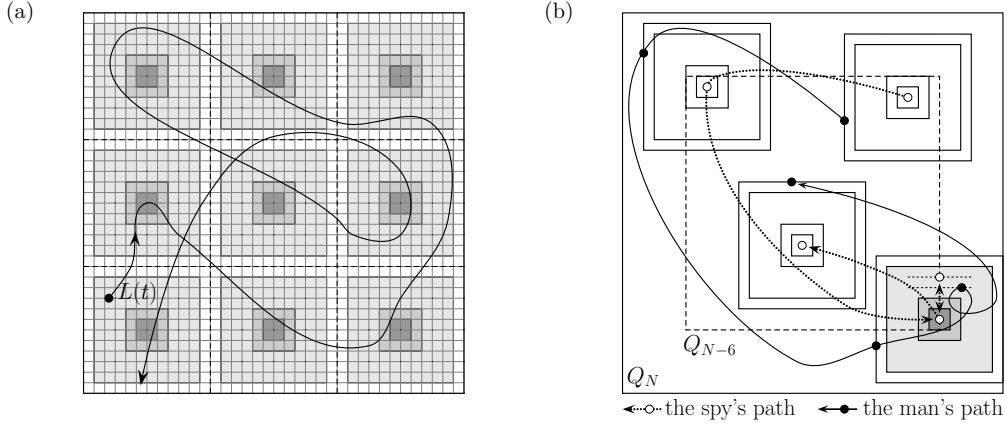 (a)
L(t)
(b)
Q_{N-6}
Q_N
the spy's path
the man's path